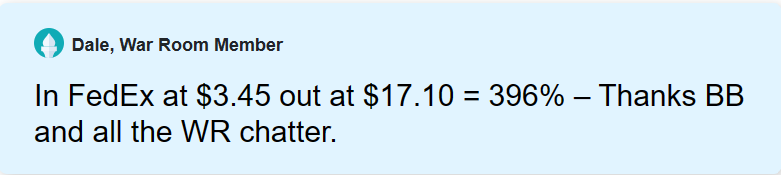 Dale, War Room Member
In FedEx at $3.45 out at $17.10 = 396% – Thanks BB
and all the WR chatter.